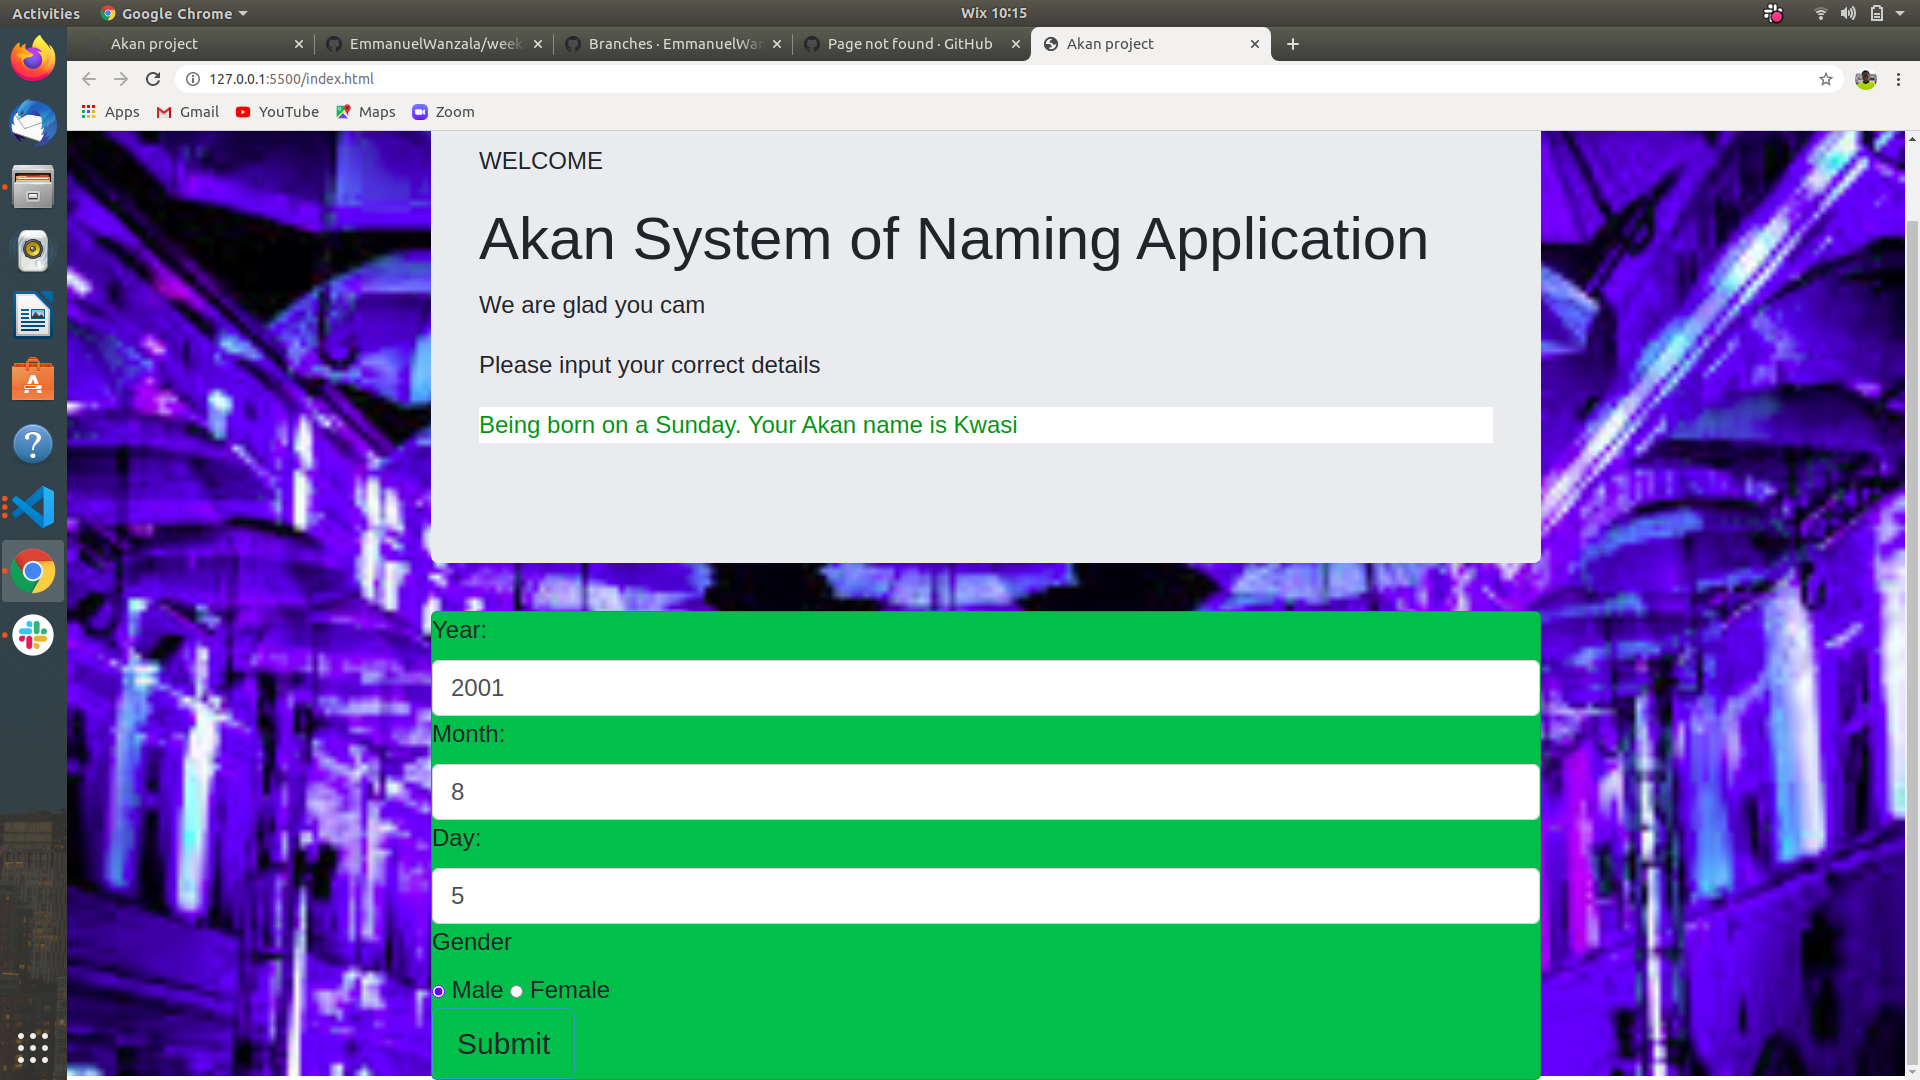 Activities
Google Chrome
Wix 10:15
Akan project
EmmanuelWanzala/week
Branches · EmmanuelWan
Page not found · GitHub
Akan project
127.0.0.1:5500/index.html
Apps
Gmail
YouTube
Maps
Zoom
WELCOME
Akan System of Naming Application
We are glad you cam
Please input your correct details
Being born on a Sunday. Your Akan name is Kwasi
Year:
2001
Month:
8
Day:
5
Gender
Male Female
Submit